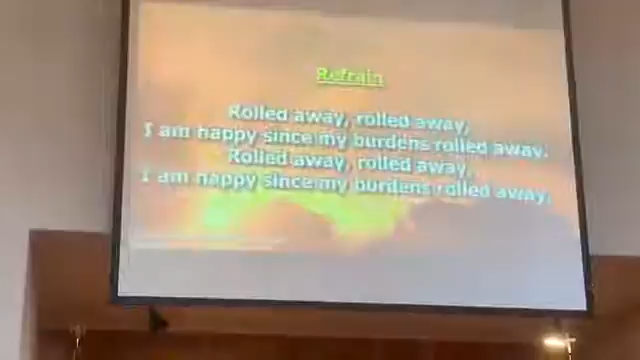 Refrain
Rolled away, rolled away,
I am happy since my burdens rolled away.
Rolled away, rolled away,
I am happy since my burdens rolled away.